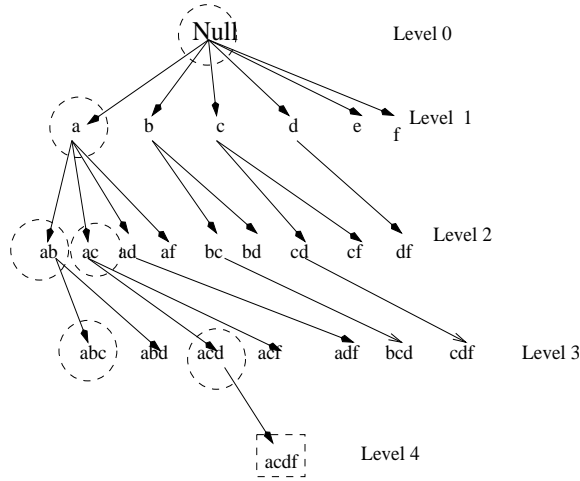 Null Level 0
a b c d e f Level 1
ab ac ad af bc bd cd cf df Level 2
abc abd acd acf adf bcd cdf Level 3
acdf Level 4